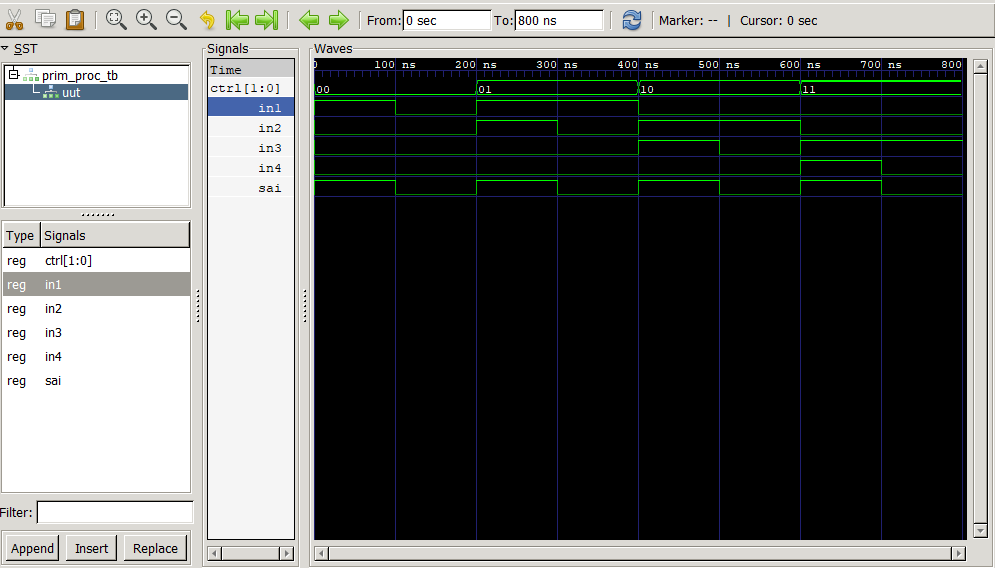 From: 0 sec To: 800 ns Marker: -- | Cursor: 0 sec
SST
prim_proc_tb
uut
Type Signals
reg ctrl[1:0]
reg in1
reg in2
reg in3
reg in4
reg sai
Filter:
Append Insert Replace
Signals
Time
ctrl[1:0]
in1
in2
in3
in4
sai
Waves
0 100 ns 200 ns 300 ns 400 ns 500 ns 600 ns 700 ns 800
00 01 10 11